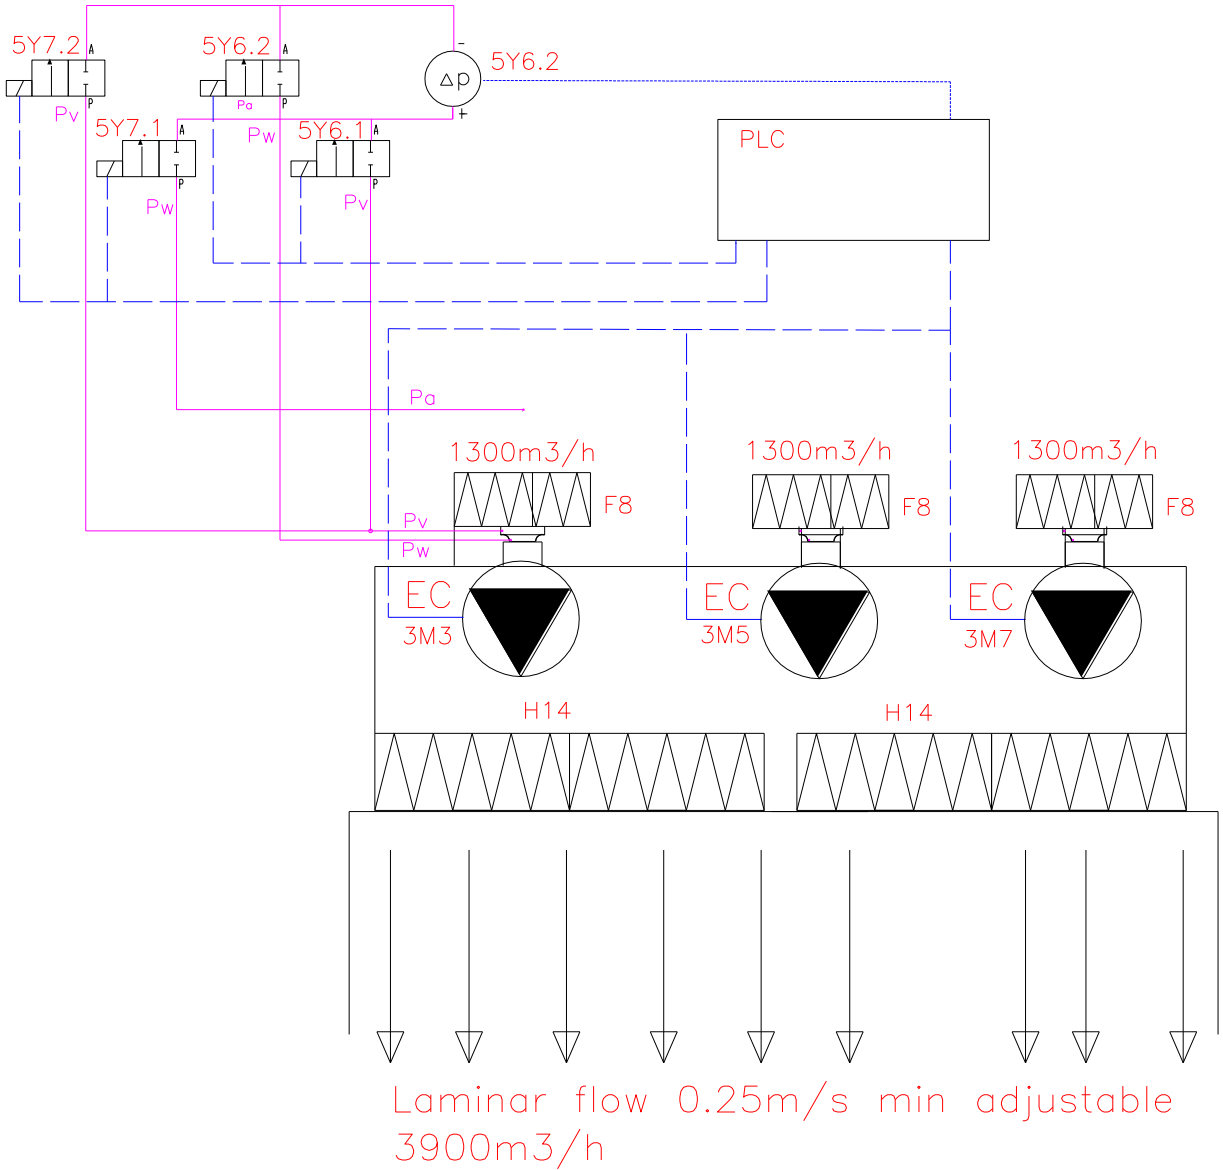 5Y7.2
A
5Y6.2
A
-
5Y6.2
Δp
Pv
P
Pa
P
+
5Y7.1
A
Pw
5Y6.1
A
PLC
P
P
Pw
Pv
Pa
1300m3/h
1300m3/h
1300m3/h
F8
F8
F8
Pv
Pw
EC
EC
EC
3M3
3M5
3M7
H14
H14
Laminar flow 0.25m/s min adjustable
3900m3/h